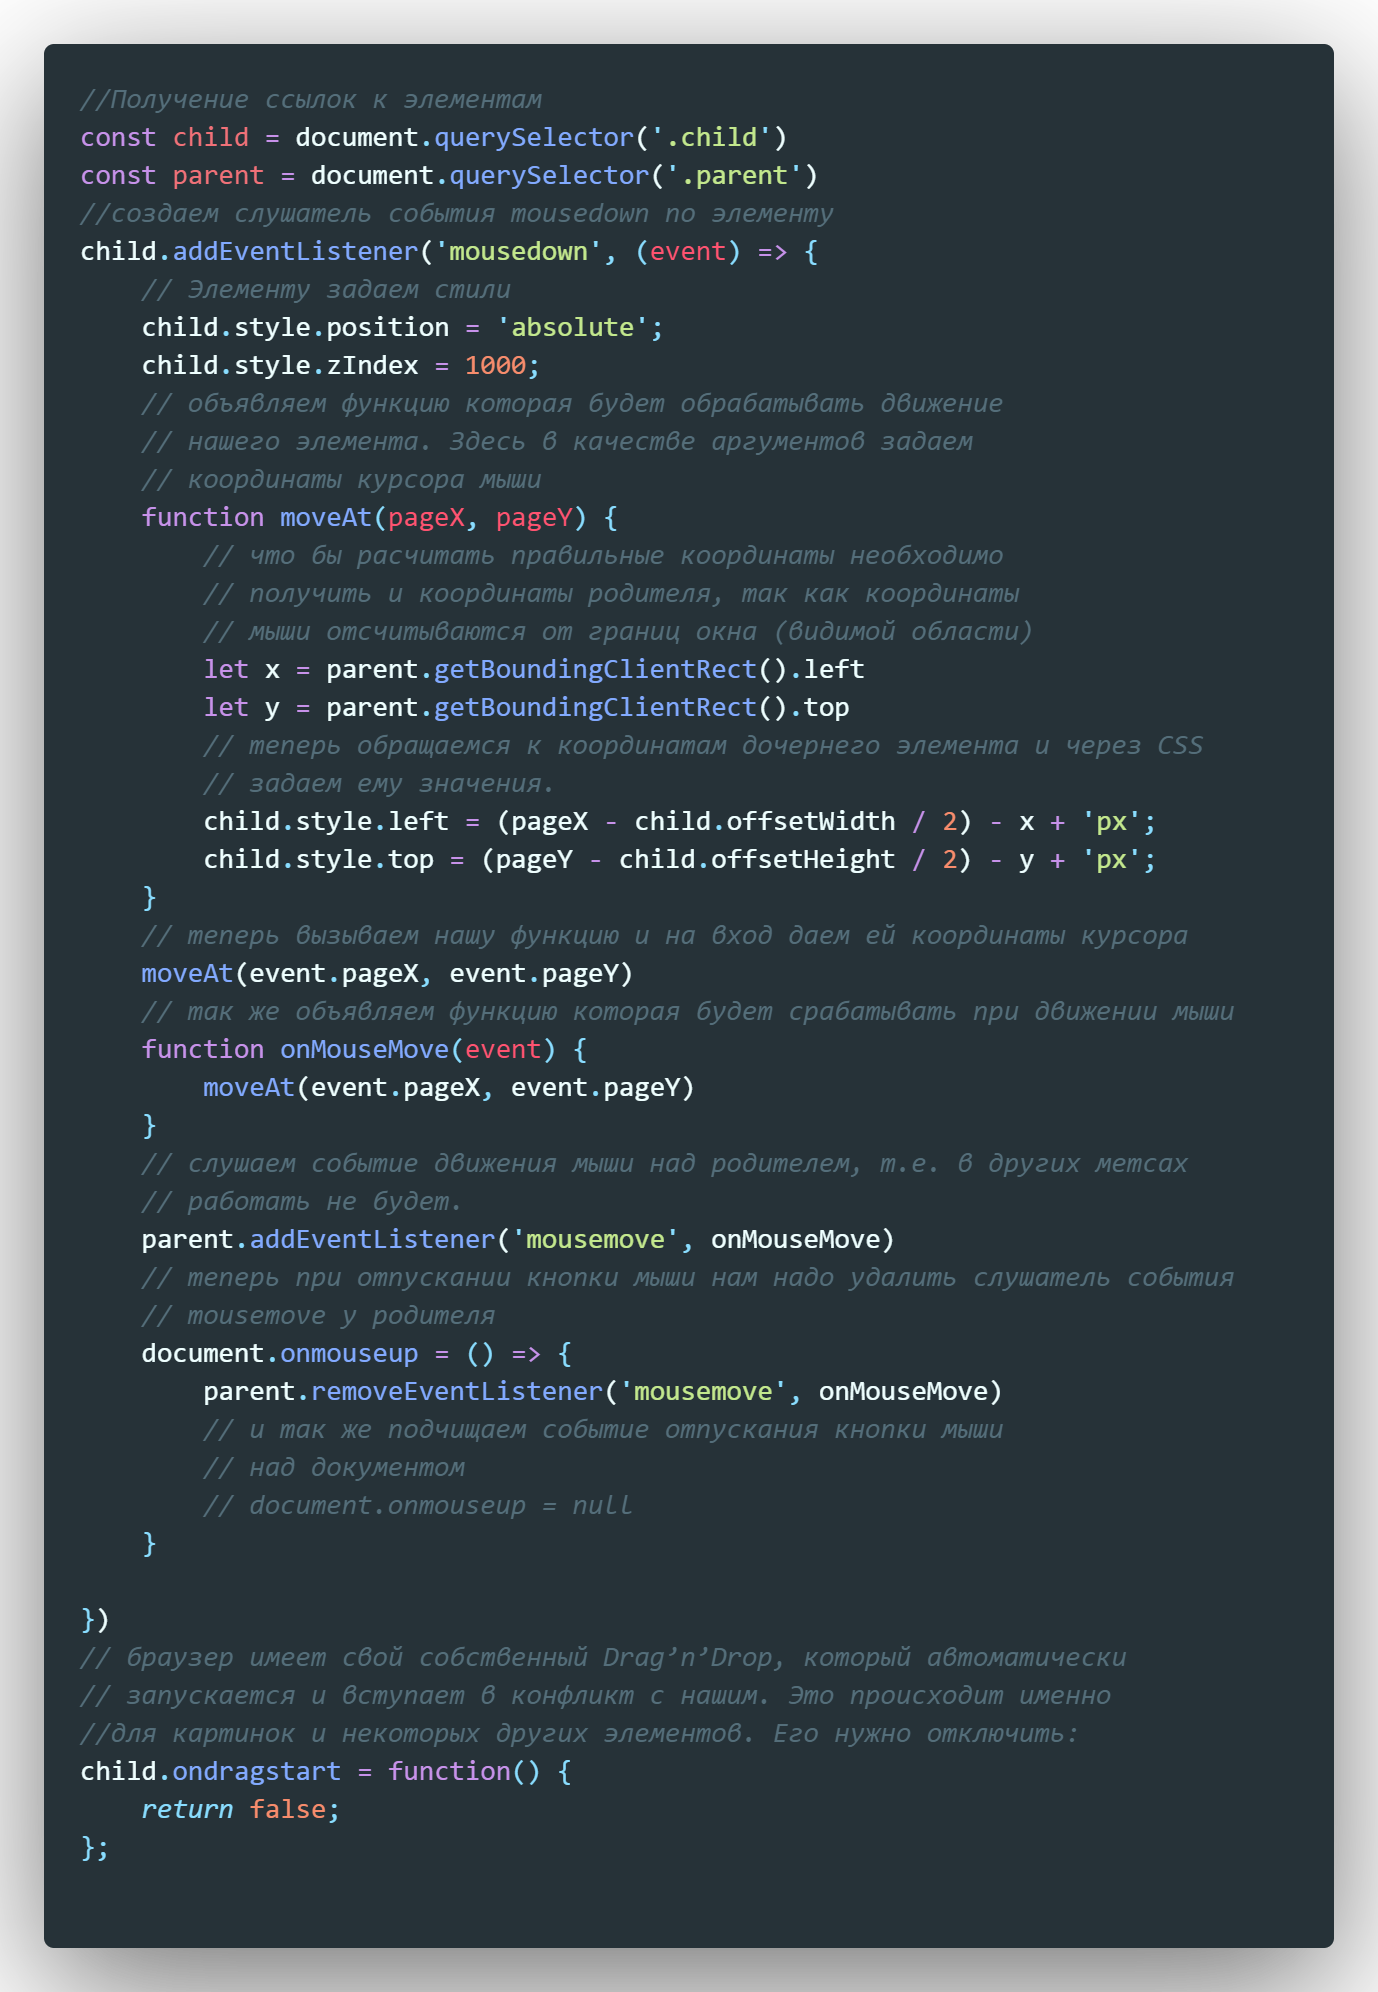 //Получение ссылок к элементам
const child = document.querySelector('.child')
const parent = document.querySelector('.parent')
//создаем слушатель события mousedown по элементу
child.addEventListener('mousedown', (event) => {
    // Элементу задаем стили
    child.style.position = 'absolute';
    child.style.zIndex = 1000;
    // объявляем функцию которая будет обрабатывать движение
    // нашего элемента. Здесь в качестве аргументов задаем
    // координаты курсора мыши
    function moveAt(pageX, pageY) {
        // что бы расчитать правильные координаты необходимо
        // получить и координаты родителя, так как координаты
        // мыши отсчитываются от границ окна (видимой области)
        let x = parent.getBoundingClientRect().left
        let y = parent.getBoundingClientRect().top
        // теперь обращаемся к координатам дочернего элемента и через CSS
        // задаем ему значения.
        child.style.left = (pageX - child.offsetWidth / 2) - x + 'px';
        child.style.top = (pageY - child.offsetHeight / 2) - y + 'px';
    }
    // теперь вызываем нашу функцию и на вход даем ей координаты курсора
    moveAt(event.pageX, event.pageY)
    // так же объявляем функцию которая будет срабатывать при движении мыши
    function onMouseMove(event) {
        moveAt(event.pageX, event.pageY)
    }
    // слушаем событие движения мыши над родителем, т.е. в других метсах
    // работать не будет.
    parent.addEventListener('mousemove', onMouseMove)
    // теперь при отпускании кнопки мыши нам надо удалить слушатель события
    // mousemove у родителя
    document.onmouseup = () => {
        parent.removeEventListener('mousemove', onMouseMove)
        // и так же подчищаем событие отпускания кнопки мыши
        // над документом
        // document.onmouseup = null
    }
})
// браузер имеет свой собственный Drag’n’Drop, который автоматически
// запускается и вступает в конфликт с нашим. Это происходит именно
//для картинок и некоторых других элементов. Его нужно отключить:
child.ondragstart = function() {
    return false;
};